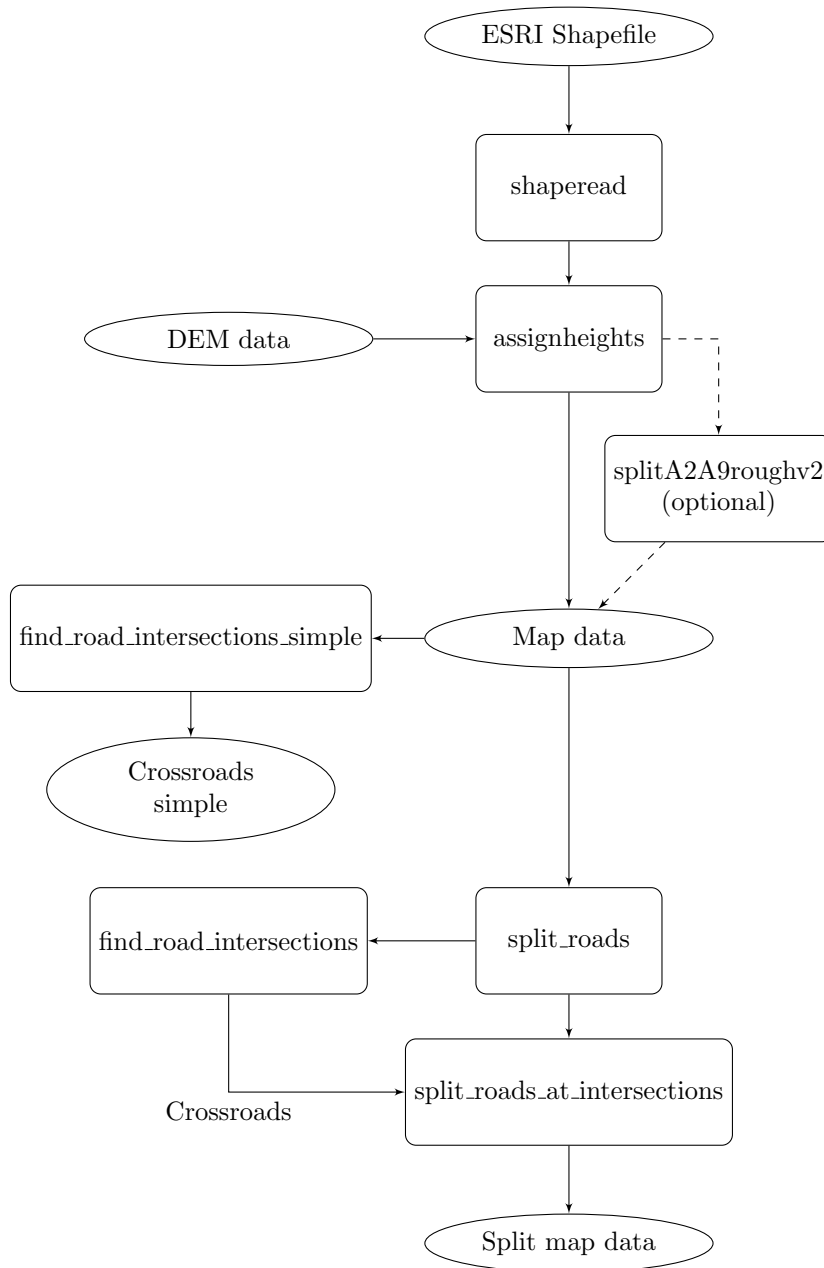 ESRI Shapefile
shaperead
DEM data
assignheights
splitA2A9roughv2
(optional)
find_road_intersections_simple
Map data
Crossroads
simple
find_road_intersections
split_roads
split_roads_at_intersections
Crossroads
Split map data